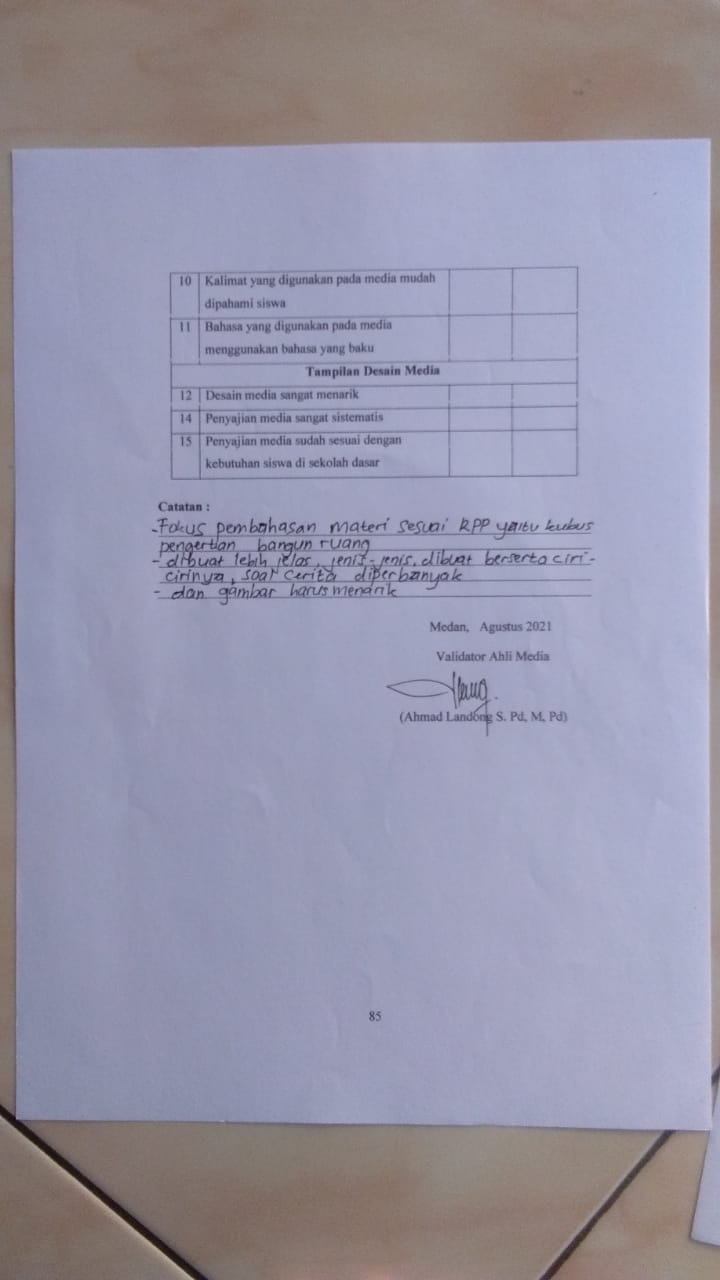 10 Kalimat yang digunakan pada media mudah
dipahami siswa
11 Bahasa yang digunakan pada media
menggunakan bahasa yang baku
Tampilan Desain Media
12 Desain media sangat menarik
14 Penyajian media sangat sistematis
15 Penyajian media sudah sesuai dengan
kebutuhan siswa di sekolah dasar
Catatan :
-Fokus pembahasan materi sesuai RPP yaitu kubus
pengertian bangun ruang
- dibuat lebih jelas, jenis-jenis, dibuat berserta ciri-
cirinya, soal cerita diperbanyak
- dan gambar harus menarik
Medan, Agustus 2021
Validator Ahli Media
(Ahmad Landong S. Pd, M, Pd)
85